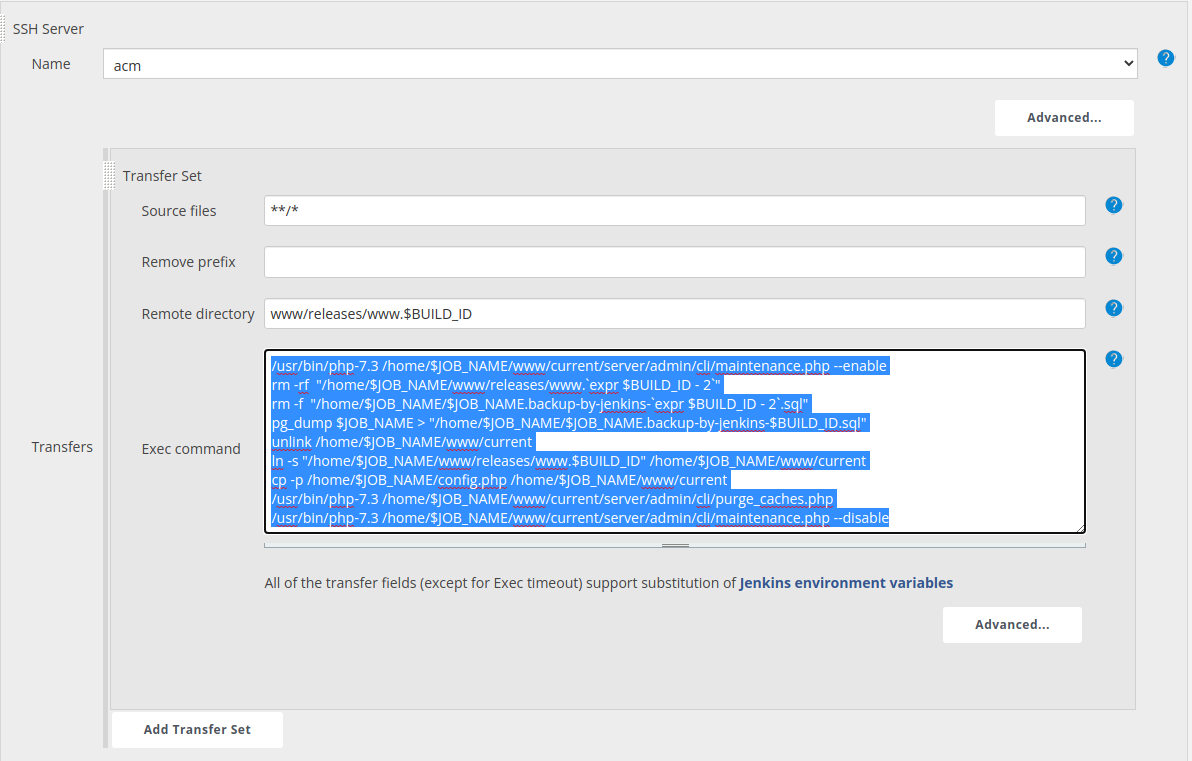 SSH Server
Name
acm
?
Advanced...
Transfer Set
Source files
**/*
?
Remove prefix
?
Remote directory
www/releases/www.$BUILD_ID
?
Transfers
Exec command
/usr/bin/php-7.3 /home/$JOB_NAME/www/current/server/admin/cli/maintenance.php --enable
rm -rf  "/home/$JOB_NAME/www/releases/www.`expr $BUILD_ID - 2`"
rm -f  "/home/$JOB_NAME/$JOB_NAME.backup-by-jenkins-`expr $BUILD_ID - 2`.sql"
pg_dump $JOB_NAME > "/home/$JOB_NAME/$JOB_NAME.backup-by-jenkins-$BUILD_ID.sql"
unlink /home/$JOB_NAME/www/current
ln -s "/home/$JOB_NAME/www/releases/www.$BUILD_ID" /home/$JOB_NAME/www/current
cp -p /home/$JOB_NAME/config.php /home/$JOB_NAME/www/current
/usr/bin/php-7.3 /home/$JOB_NAME/www/current/server/admin/cli/purge_caches.php
/usr/bin/php-7.3 /home/$JOB_NAME/www/current/server/admin/cli/maintenance.php --disable
?
All of the transfer fields (except for Exec timeout) support substitution of Jenkins environment variables
Advanced...
Add Transfer Set